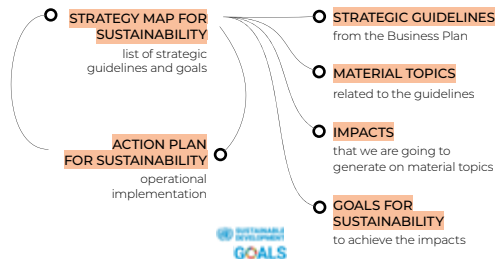 STRATEGY MAP FOR
SUSTAINABILITY
list of strategic
guidelines and goals
ACTION PLAN
FOR SUSTAINABILITY
operational
implementation
STRATEGIC GUIDELINES
from the Business Plan
MATERIAL TOPICS
related to the guidelines
IMPACTS
that we are going to
generate on material topics
GOALS FOR
SUSTAINABILITY
to achieve the impacts
SUSTAINABLE
DEVELOPMENT
GOALS